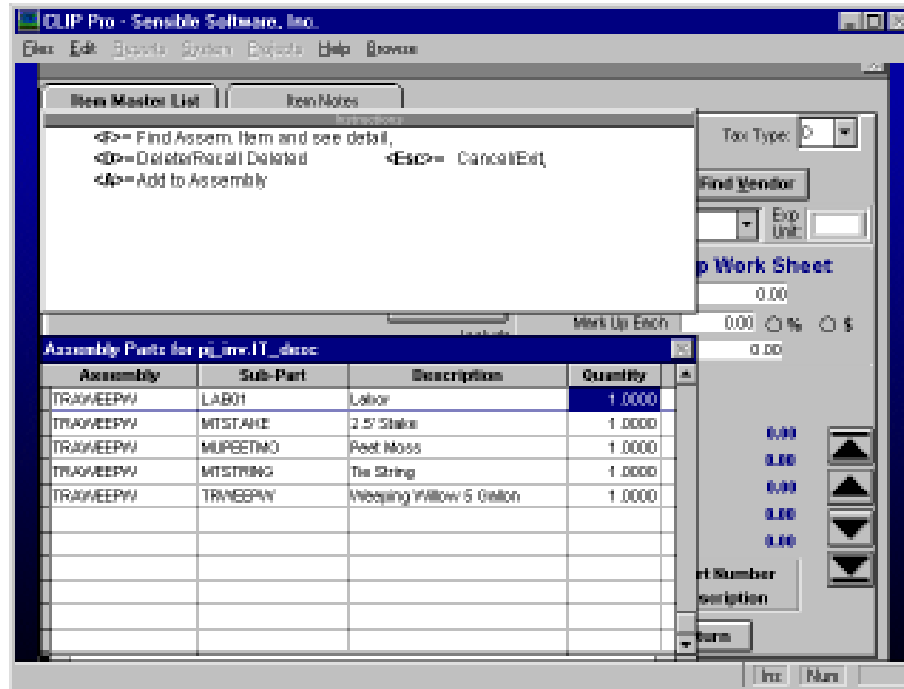 CLIP Pro - Sensible Software, Inc.
Files Edit Reports System Projects Help Browse
Item Master List Item Notes
Instructions
<F>= Find Assem. Item and see detail,
<D>=Delete/Recall Deleted <Esc>= Cancel/Exit,
<A>=Add to Assembly
Tax Type:
Find Vendor
Exp
Unit:
p Work Sheet
0.00
Mark Up Each 0.00 % $
0.00
Include
Assembly Parts for pj_inv.IT_desc
Assembly Sub-Part Description Quantity
TRAWEEPW LAB01 Labor 1.0000
TRAWEEPW MTSTAKE 2.5' Stake 1.0000
TRAWEEPW MUPEETMO Peet Moss 1.0000
TRAWEEPW MTSTRING Tie String 1.0000
TRAWEEPW TRWEEPW Weeping Willow 5 Gallon 1.0000
0.00
0.00
0.00
0.00
0.00
rt Number
scription
turn
Ins Num